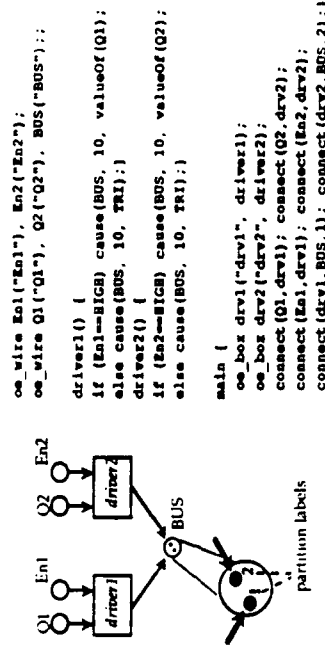 oe_wire En1("En1"), En2("En2");
oe_wire Q1("Q1"), Q2("Q2"), BUS("BUS");;
driver1() {
if (En1==HIGH) cause(BUS, 10, valueOf(Q1);
else cause(BUS, 10, TRI);}
driver2() {
if (En2==HIGH) cause(BUS, 10, valueOf(Q2);
else cause(BUS, 10, TRI);}
main {
oe_box drv1("drv1", driver1);
oe_box drv2("drv2", driver2);
connect(Q1,drv1); connect(Q2,drv2);
connect(En1,drv1); connect(En2,drv2);
connect(drv1,BUS,1); connect(drv2,BUS,2);}
Q1 En1 Q2 En2
driver1 driver2
BUS
1 2
partition labels